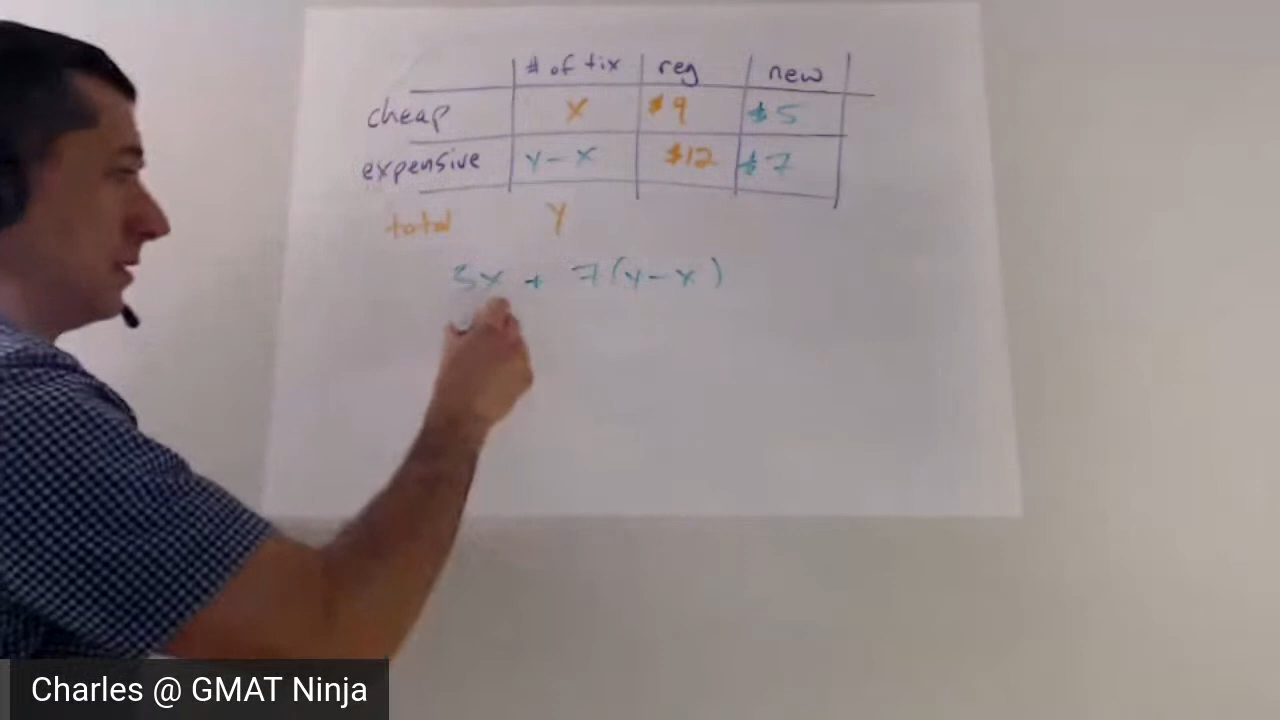 # of tix reg new
cheap x $9 $5
expensive y-x $12 $7
total y
5x + 7(y-x)
Charles @ GMAT Ninja